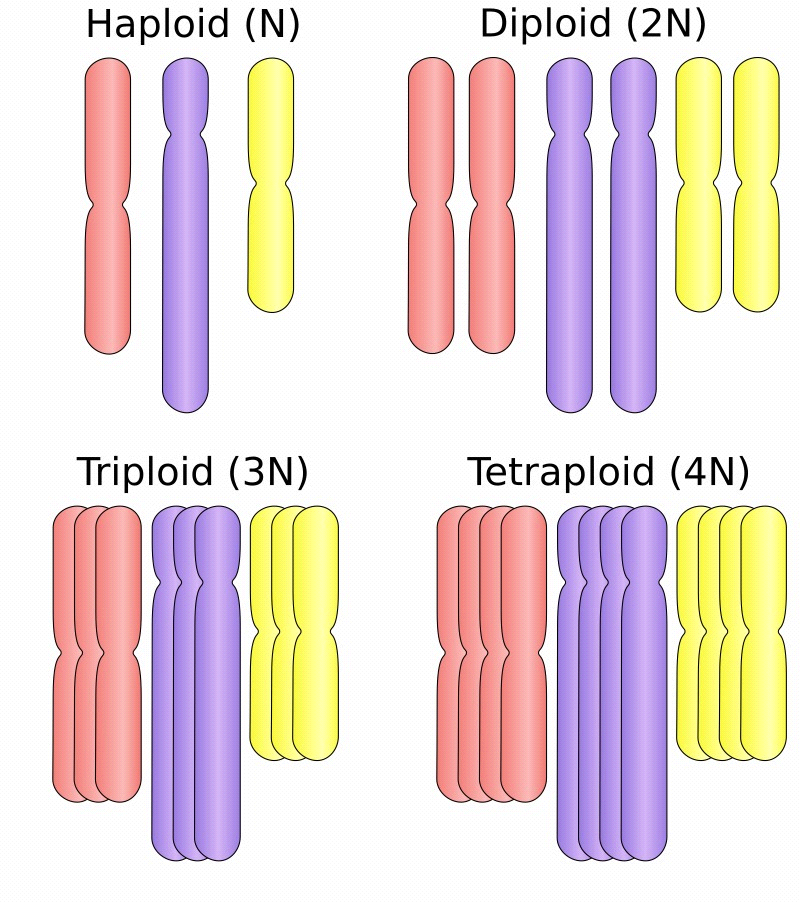 Haploid (N)
Diploid (2N)
Triploid (3N)
Tetraploid (4N)